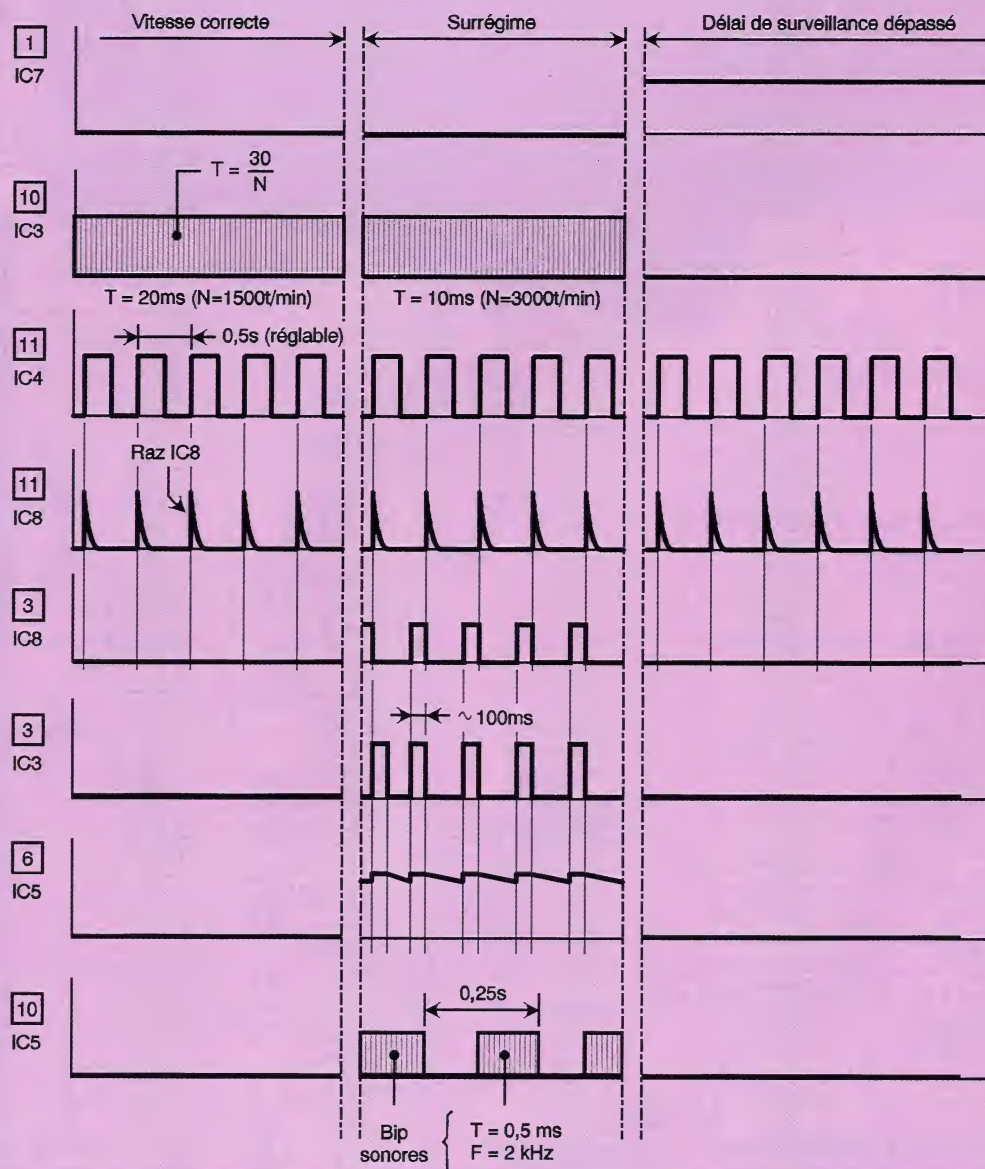 Vitesse correcte
Surrégime
Délai de surveillance dépassé
1
IC7
T = 30/N
10
IC3
T = 20ms (N=1500t/min)
T = 10ms (N=3000t/min)
0,5s (réglable)
11
IC4
Raz IC8
11
IC8
3
IC8
~ 100ms
3
IC3
6
IC5
0,25s
10
IC5
Bip
sonores
T = 0,5 ms
F = 2 kHz